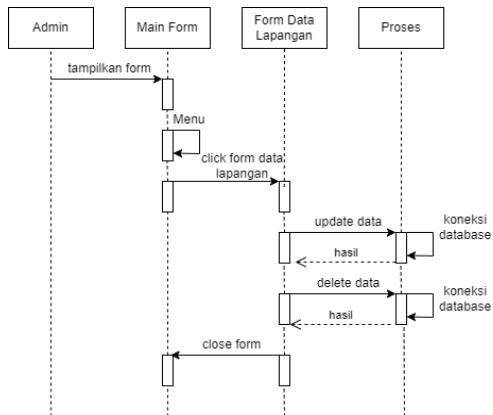 Admin
Main Form
Form Data
Lapangan
Proses
tampilkan form
Menu
click form data
lapangan
update data
koneksi
database
hasil
delete data
koneksi
database
hasil
close form